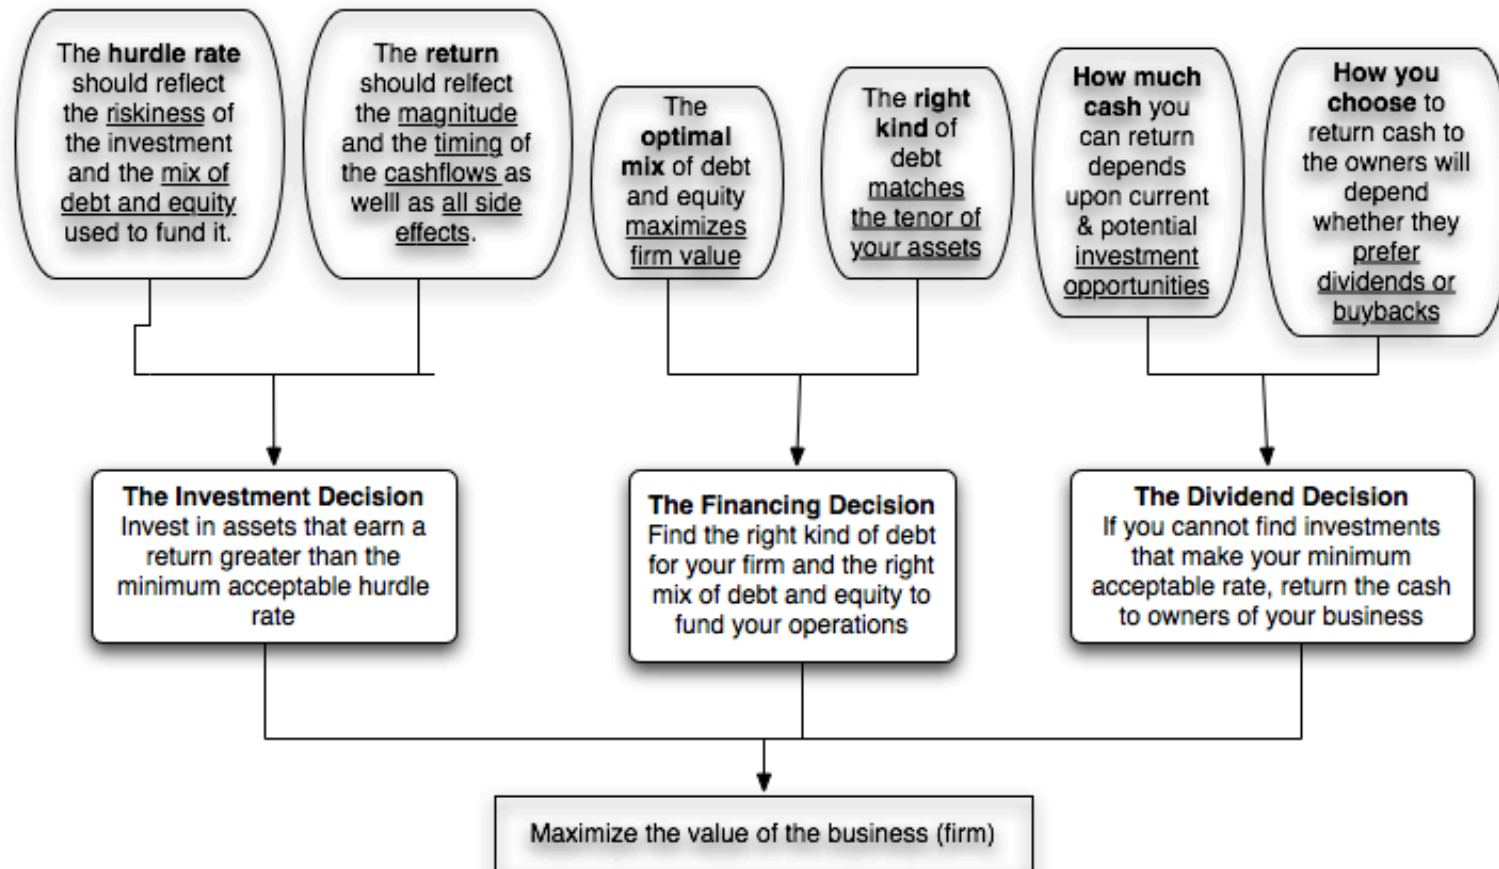 The hurdle rate
should reflect
the riskiness of
the investment
and the mix of
debt and equity
used to fund it.
The return
should relfect
the magnitude
and the timing of
the cashflows as
welll as all side
effects.
The
optimal
mix of debt
and equity
maximizes
firm value
The right
kind of
debt
matches
the tenor of
your assets
How much
cash you
can return
depends
upon current
& potential
investment
opportunities
How you
choose to
return cash to
the owners will
depend
whether they
prefer
dividends or
buybacks
The Investment Decision
Invest in assets that earn a
return greater than the
minimum acceptable hurdle
rate
The Financing Decision
Find the right kind of debt
for your firm and the right
mix of debt and equity to
fund your operations
The Dividend Decision
If you cannot find investments
that make your minimum
acceptable rate, return the cash
to owners of your business
Maximize the value of the business (firm)